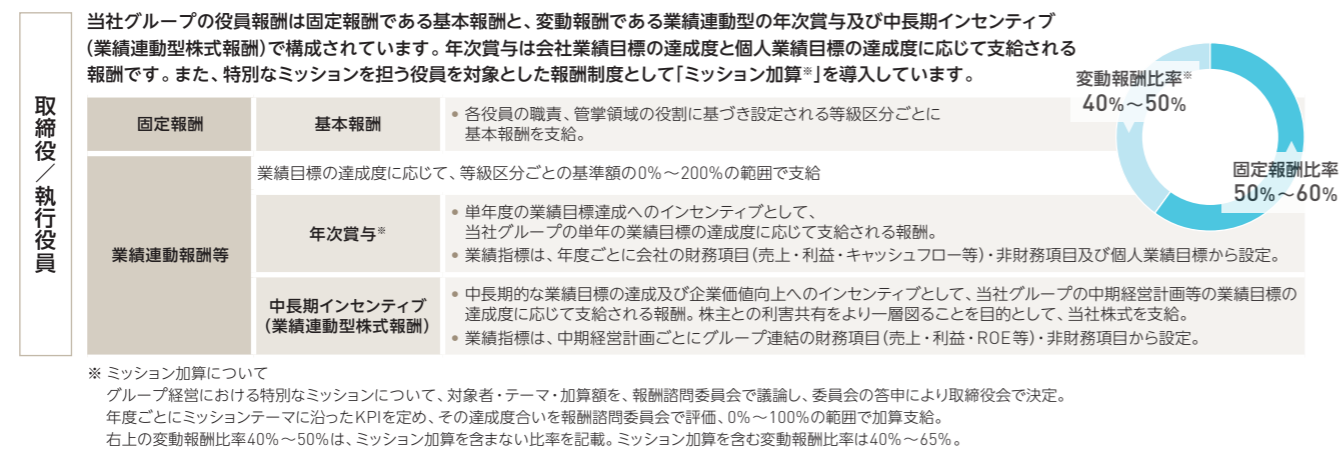 取締役／執行役員
当社グループの役員報酬は固定報酬である基本報酬と、変動報酬である業績連動型の年次賞与及び中長期インセンティブ
(業績連動型株式報酬)で構成されています。年次賞与は会社業績目標の達成度と個人業績目標の達成度に応じて支給される
報酬です。また、特別なミッションを担う役員を対象とした報酬制度として「ミッション加算※」を導入しています。
変動報酬比率※
40%～50%
固定報酬比率
50%～60%
固定報酬
基本報酬
• 各役員の職責、管掌領域の役割に基づき設定される等級区分ごとに
基本報酬を支給。
業績連動報酬等
業績目標の達成度に応じて、等級区分ごとの基準額の0%～200%の範囲で支給
年次賞与※
• 単年度の業績目標達成へのインセンティブとして、
当社グループの単年の業績目標の達成度に応じて支給される報酬。
• 業績指標は、年度ごとに会社の財務項目(売上・利益・キャッシュフロー等)・非財務項目及び個人業績目標から設定。
中長期インセンティブ
(業績連動型株式報酬)
• 中長期的な業績目標の達成及び企業価値向上へのインセンティブとして、当社グループの中期経営計画等の業績目標の
達成度に応じて支給される報酬。株主との利害共有をより一層図ることを目的として、当社株式を支給。
• 業績指標は、中期経営計画ごとにグループ連結の財務項目(売上・利益・ROE等)・非財務項目から設定。
※ ミッション加算について
グループ経営における特別なミッションについて、対象者・テーマ・加算額を、報酬諮問委員会で議論し、委員会の答申により取締役会で決定。
年度ごとにミッションテーマに沿ったKPIを定め、その達成度合いを報酬諮問委員会で評価、0%～100%の範囲で加算支給。
右上の変動報酬比率40%～50%は、ミッション加算を含まない比率を記載。ミッション加算を含む変動報酬比率は40%～65%。